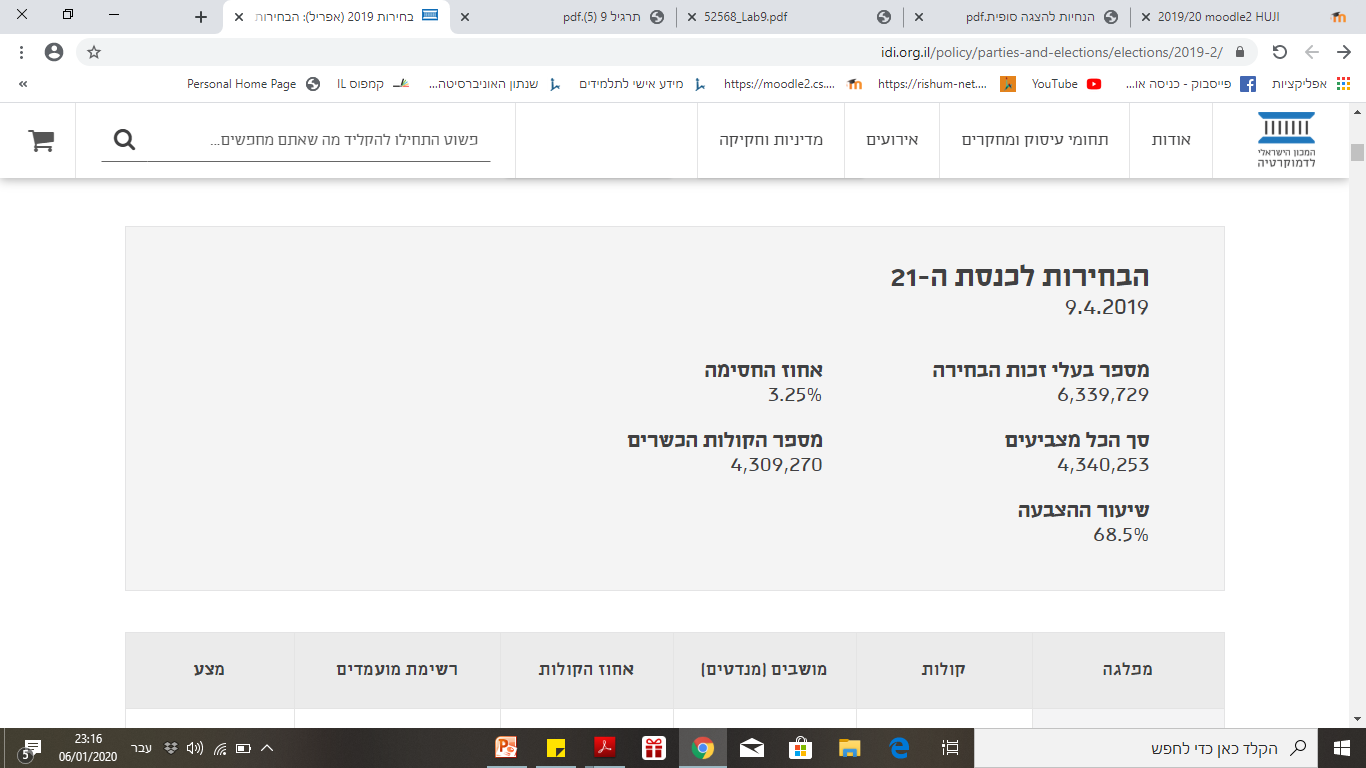 2019/20 moodle2 HUJI
הנחיות להצגה סופית.pdf
52568_Lab9.pdf
תרגיל 9 (5).pdf
בחירות 2019 (אפריל): הבחירות
idi.org.il/policy/parties-and-elections/elections/2019-2/
אפליקציות
פייסבוק - כניסה או...
YouTube
https://rishum-net....
https://moodle2.cs....
מידע אישי לתלמידים
שנתון האוניברסיטה...
קמפוס IL
Personal Home Page
המכון הישראלי
לדמוקרטיה
אודות
תחומי עיסוק ומחקרים
אירועים
מדיניות וחקיקה
פשוט התחילו להקליד מה שאתם מחפשים...
הבחירות לכנסת ה-21
9.4.2019
מספר בעלי זכות הבחירה
6,339,729
אחוז החסימה
3.25%
סך הכל מצביעים
4,340,253
מספר הקולות הכשרים
4,309,270
שיעור ההצבעה
68.5%
מפלגה
קולות
מושבים (מנדטים)
אחוז הקולות
רשימת מועמדים
מצע
הקלד כאן כדי לחפש
עבר
23:16
06/01/2020
5